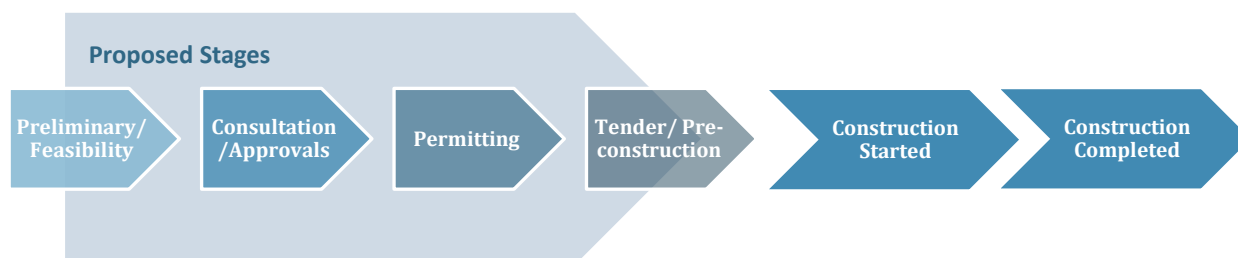 Proposed Stages
Preliminary/
Feasibility
Consultation
/Approvals
Permitting
Tender/ Pre-
construction
Construction
Started
Construction
Completed